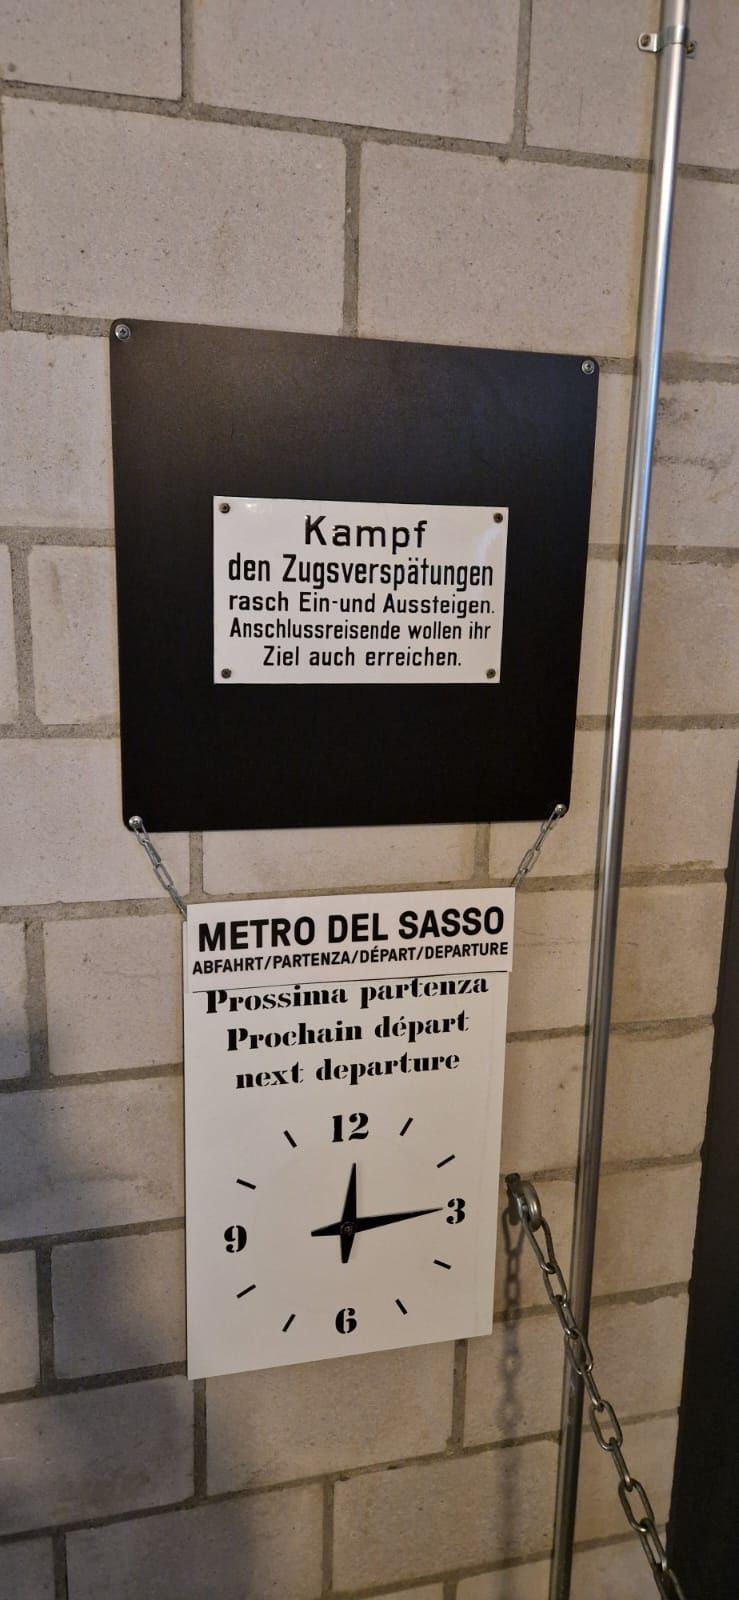 Kampf
den Zugsverspätungen
rasch Ein-und Aussteigen.
Anschlussreisende wollen ihr
Ziel auch erreichen.
METRO DEL SASSO
ABFAHRT/PARTENZA/DÉPART/DEPARTURE
Prossima partenza
Prochain départ
next departure
12
9 3
6